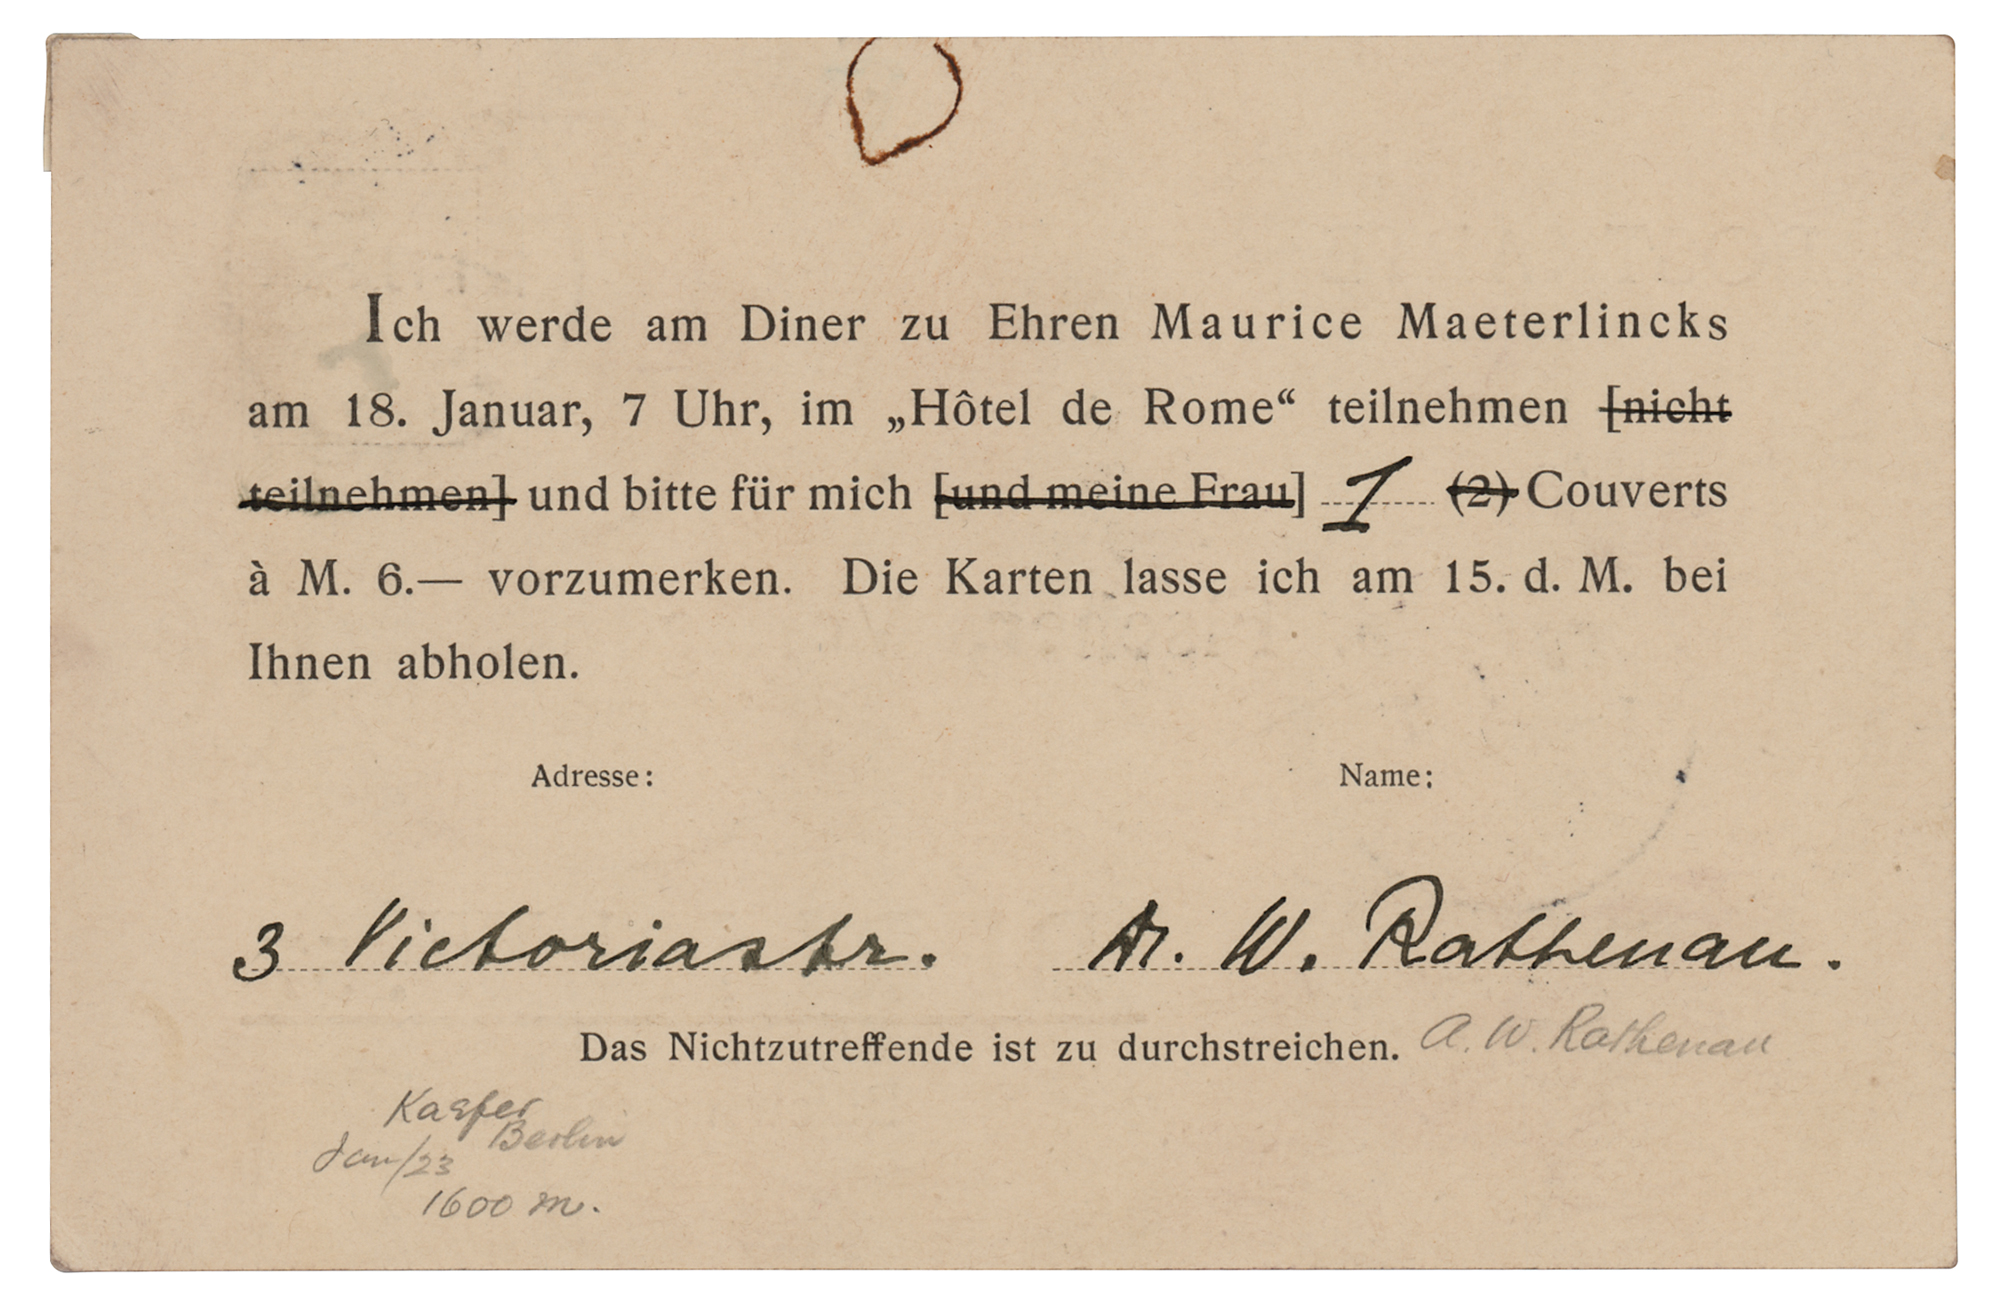 Ich werde am Diner zu Ehren Maurice Maeterlincks
am 18. Januar, 7 Uhr, im „Hôtel de Rome“ teilnehmen [nicht
teilnehmen] und bitte für mich [und meine Frau] 1 (2) Couverts
à M. 6.— vorzumerken. Die Karten lasse ich am 15. d. M. bei
Ihnen abholen.
Adresse: Name:
3 Victoriastr. Dr. W. Rathenau.
Das Nichtzutreffende ist zu durchstreichen. A. W. Rathenau
Berlin
Jan/23
1600 m.